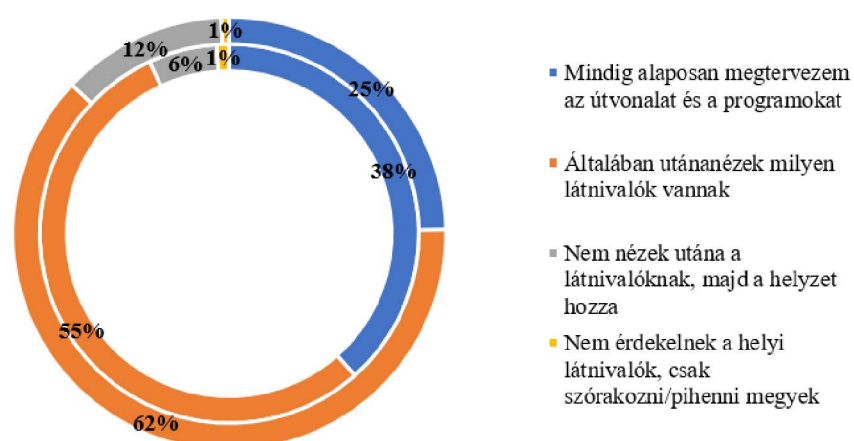 1%
12%
1%
6%
25%
38%
55%
62%
Mindig alaposan megtervezem
az útvonalat és a programokat
Általában utánanézek milyen
látnivalók vannak
Nem nézek utána a
látnivalóknak, majd a helyzet
hozza
Nem érdekelnek a helyi
látnivalók, csak
szórakozni/pihenni megyek